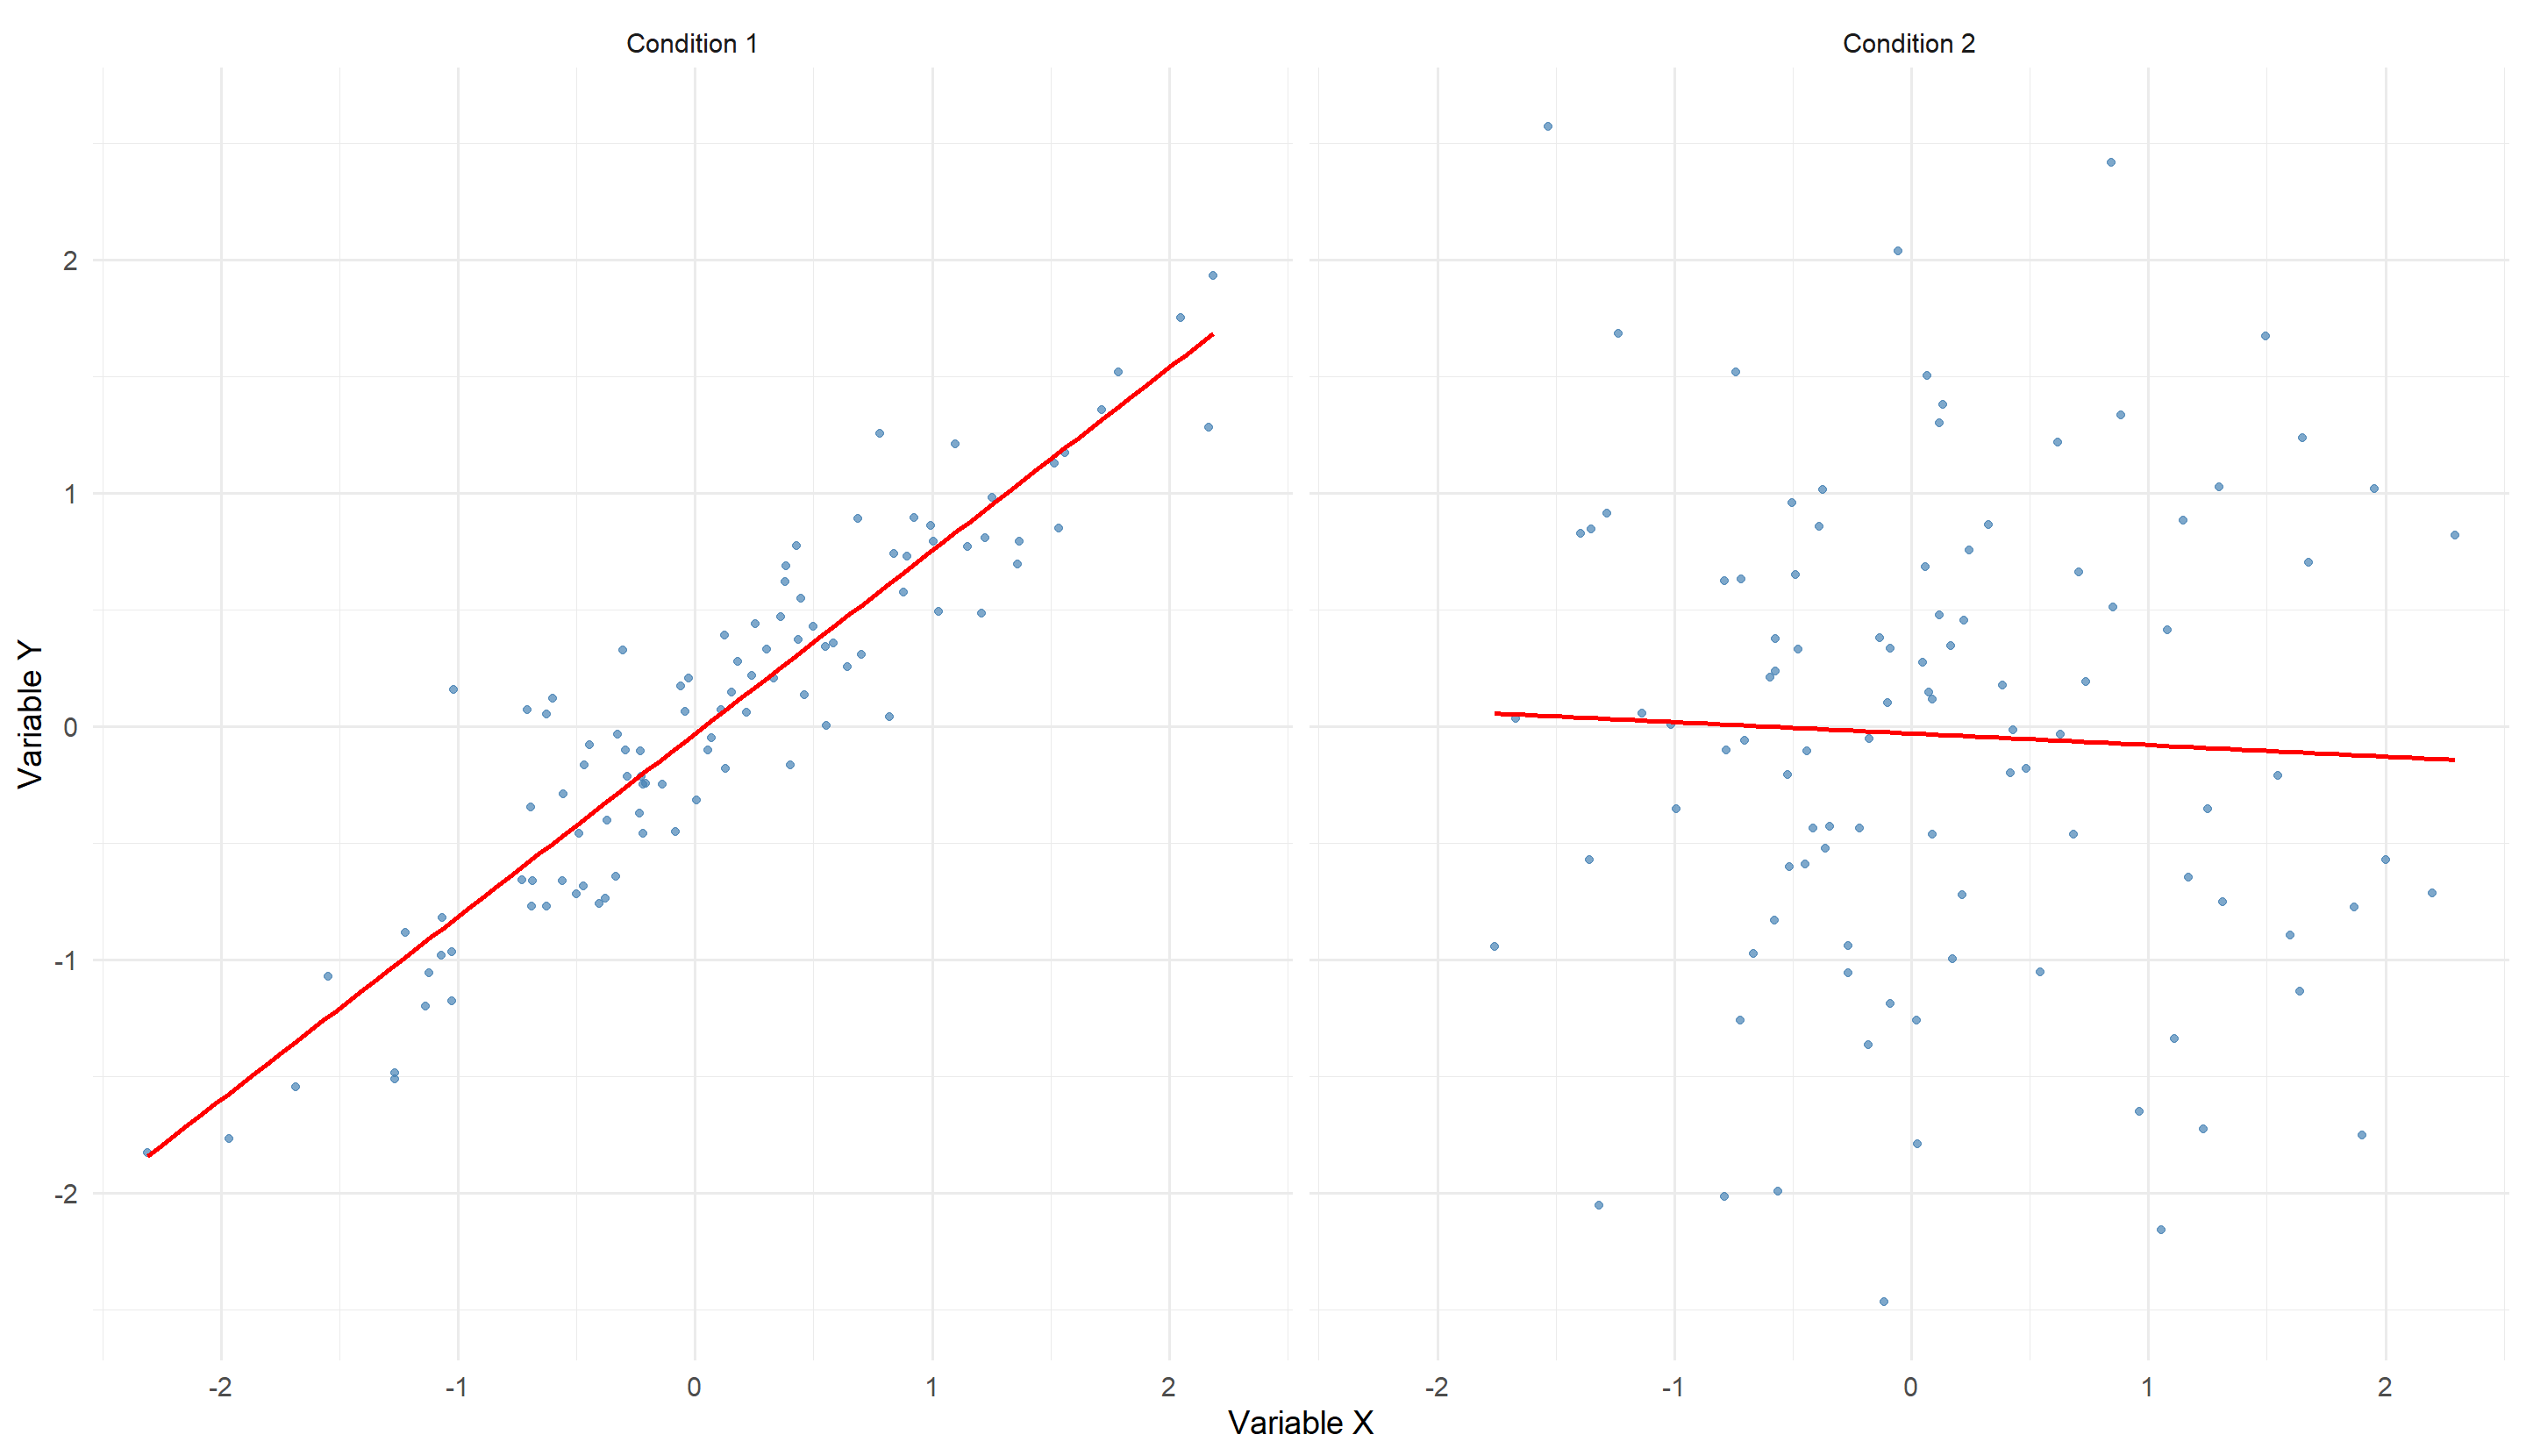 Condition 1
Condition 2
Variable Y
2
1
0
-1
-2
-2 -1 0 1 2
-2 -1 0 1 2
Variable X